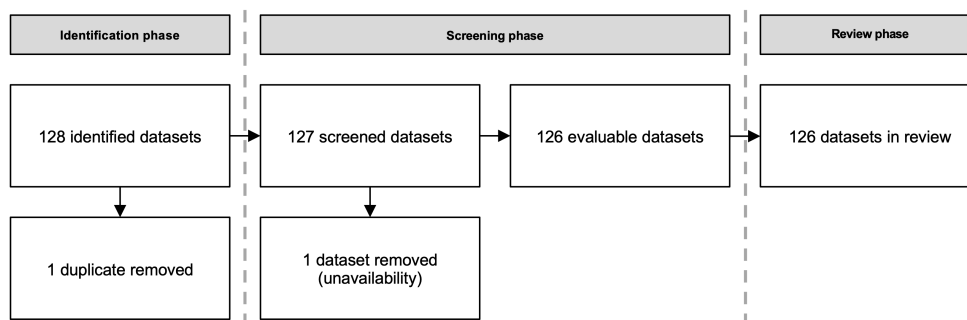 Identification phase
Screening phase
Review phase
128 identified datasets
127 screened datasets
126 evaluable datasets
126 datasets in review
1 duplicate removed
1 dataset removed
(unavailability)